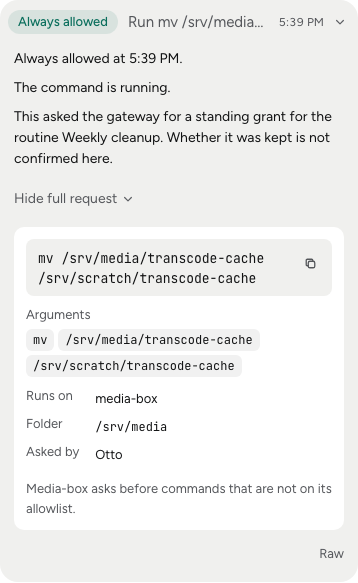 Always allowed Run mv /srv/media... 5:39 PM
Always allowed at 5:39 PM.
The command is running.
This asked the gateway for a standing grant for the
routine Weekly cleanup. Whether it was kept is not
confirmed here.
Hide full request
mv /srv/media/transcode-cache
/srv/scratch/transcode-cache
Arguments
mv /srv/media/transcode-cache
/srv/scratch/transcode-cache
Runs on media-box
Folder /srv/media
Asked by Otto
Media-box asks before commands that are not on its
allowlist.
Raw